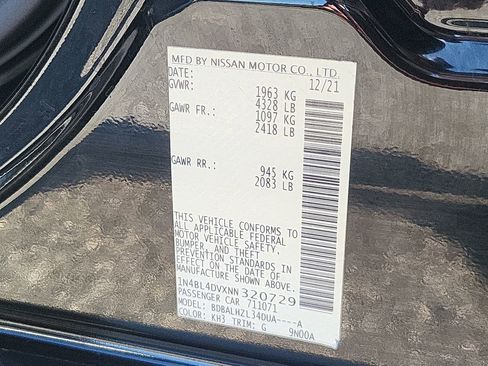 MFD BY NISSAN MOTOR CO., LTD.
DATE: 12/21
GVWR: 1963 KG
4328 LB
GAWR FR.: 1097 KG
2418 LB
GAWR RR.: 945 KG
2083 LB
THIS VEHICLE CONFORMS TO
ALL APPLICABLE FEDERAL
MOTOR VEHICLE SAFETY,
BUMPER, AND THEFT
PREVENTION STANDARDS IN
EFFECT ON THE DATE OF
MANUFACTURE SHOWN ABOVE.
1N4BL4DVXNN320729
PASSENGER CAR 711071
MODEL: BDBALHZL34DUA----A
COLOR: KH3 TRIM: G 9N00A